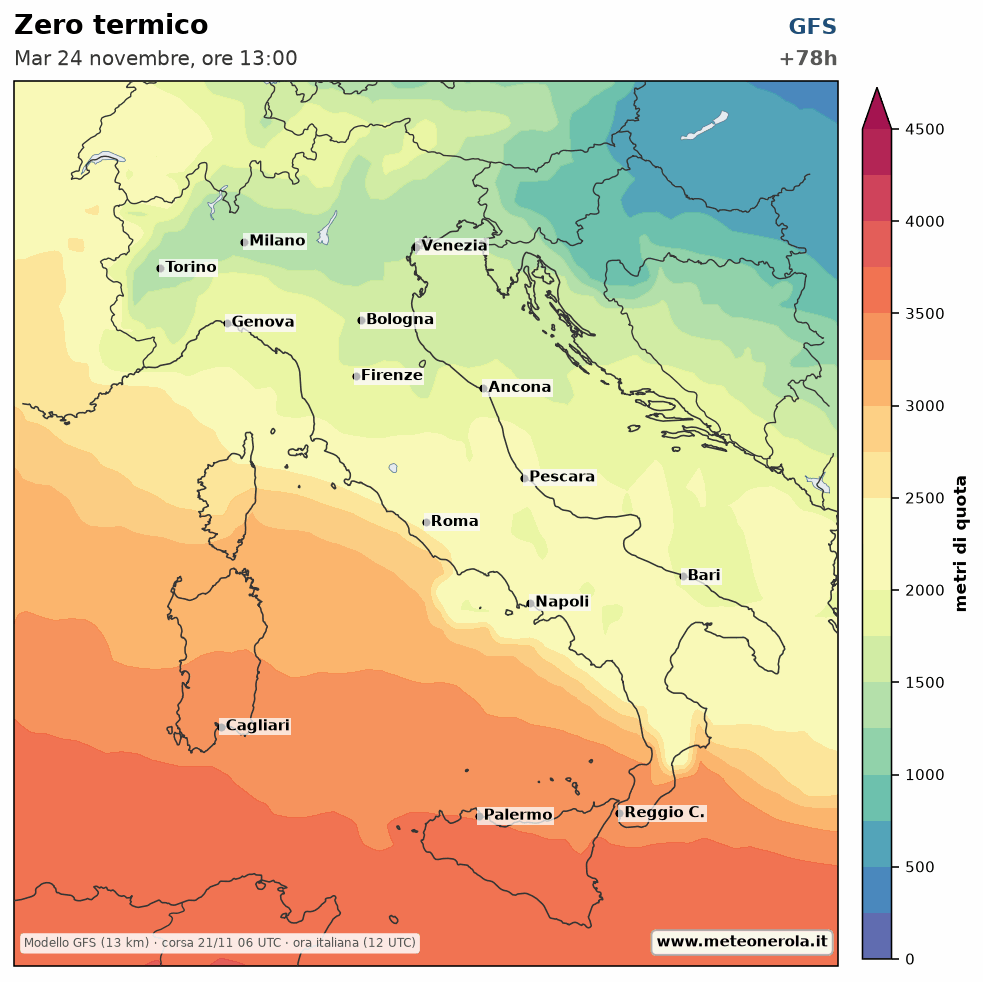 Zero termico
GFS
Mar 24 novembre, ore 13:00
+78h
Milano
Venezia
Torino
Genova
Bologna
Firenze
Ancona
Pescara
Roma
Bari
Napoli
Cagliari
Palermo
Reggio C.
4500
4000
3500
3000
2500
2000
1500
1000
500
0
metri di quota
Modello GFS (13 km) · corsa 21/11 06 UTC · ora italiana (12 UTC)
www.meteonerola.it